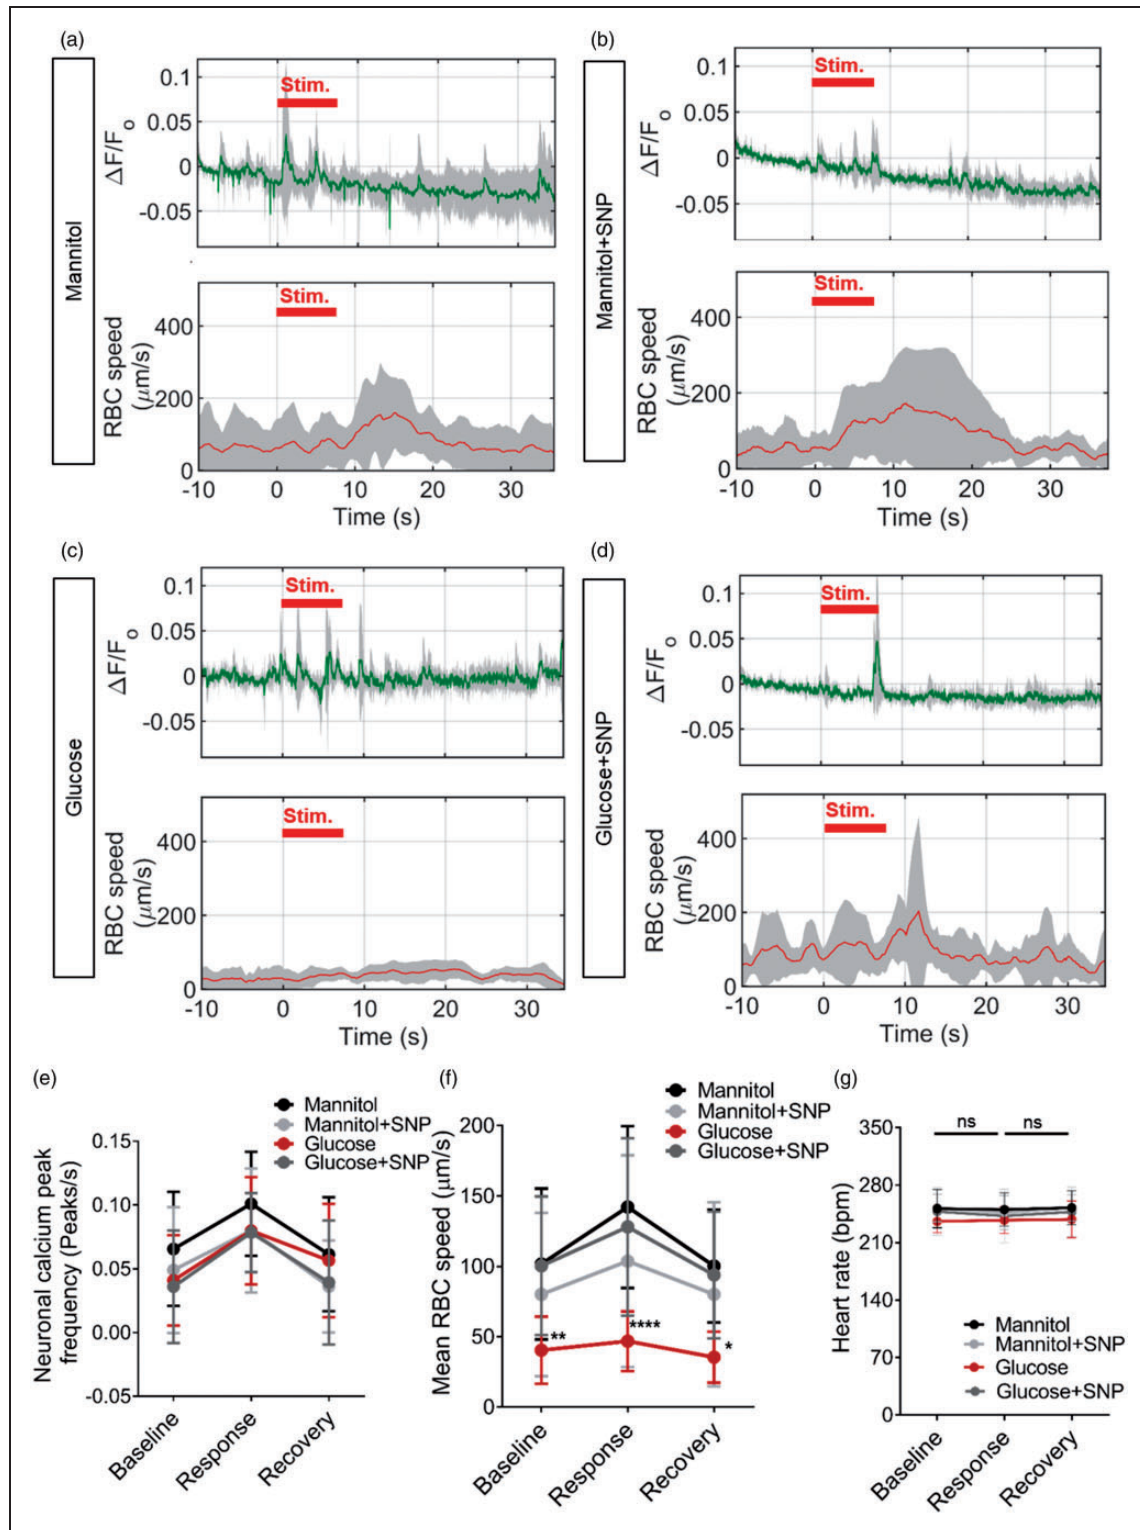 (a)
Mannitol
ΔF/Fo
0.1
0.05
0
-0.05
Stim.
RBC speed
(μm/s)
400
200
0
Stim.
-10 0 10 20 30
Time (s)
(b)
Mannitol+SNP
ΔF/Fo
0.1
0.05
0
-0.05
Stim.
RBC speed
(μm/s)
400
200
0
Stim.
-10 0 10 20 30
Time (s)
(c)
Glucose
ΔF/Fo
0.1
0.05
0
-0.05
Stim.
RBC speed
(μm/s)
400
200
0
Stim.
-10 0 10 20 30
Time (s)
(d)
Glucose+SNP
ΔF/Fo
0.1
0.05
0
-0.05
Stim.
RBC speed
(μm/s)
400
200
0
Stim.
-10 0 10 20 30
Time (s)
(e)
Mannitol
Mannitol+SNP
Glucose
Glucose+SNP
Neuronal calcium peak
frequency (Peaks/s)
0.15
0.10
0.05
0.00
-0.05
Baseline
Response
Recovery
(f)
Mannitol
Mannitol+SNP
Glucose
Glucose+SNP
Mean RBC speed (μm/s)
200
150
100
50
0
**
****
*
Baseline
Response
Recovery
(g)
ns ns
Heart rate (bpm)
350
280
210
140
70
0
Mannitol
Mannitol+SNP
Glucose
Glucose+SNP
Baseline
Response
Recovery